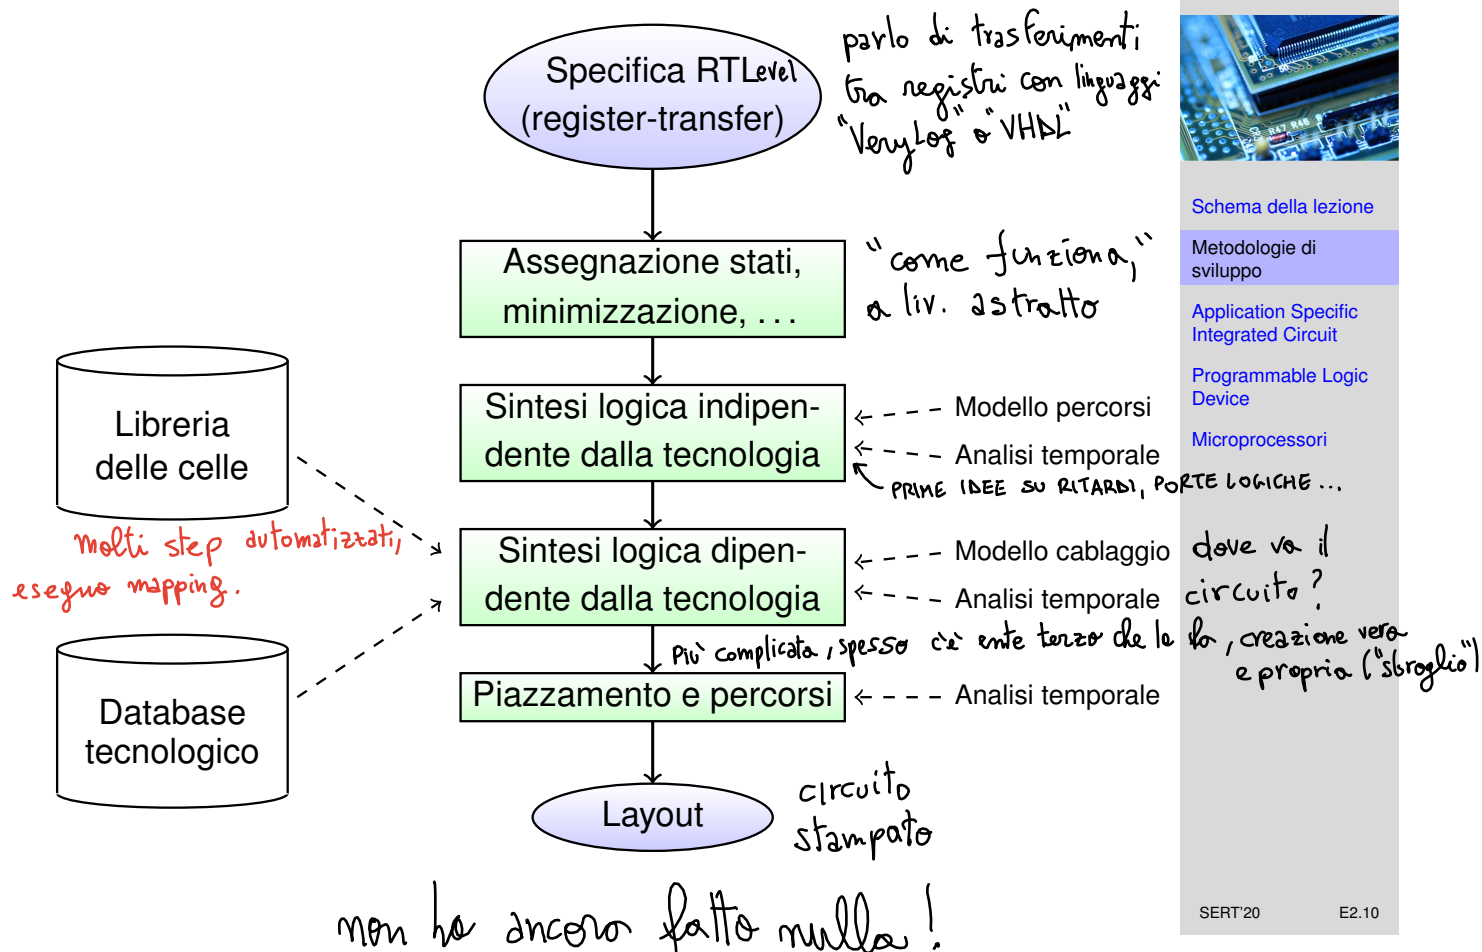 Specifica RTLevel
(register-transfer)
parlo di trasferimenti
tra registri con linguaggi
"VeryLog" o "VHDL"
Assegnazione stati,
minimizzazione, ...
"come funziona,"
a liv. astratto
Sintesi logica indipen-
dente dalla tecnologia
Modello percorsi
Analisi temporale
PRIME IDEE SU RITARDI, PORTE LOGICHE ...
Libreria
delle celle
molti step automatizzati,
eseguo mapping.
Sintesi logica dipen-
dente dalla tecnologia
Modello cablaggio
Analisi temporale
dove va il
circuito?
Più complicata, spesso c'è ente terzo che la fa, creazione vera
e propria ("sbroglio")
Database
tecnologico
Piazzamento e percorsi
Analisi temporale
Layout
circuito
stampato
non ho ancora fatto nulla!
R47 R45
Schema della lezione
Metodologie di
sviluppo
Application Specific
Integrated Circuit
Programmable Logic
Device
Microprocessori
SERT'20 E2.10